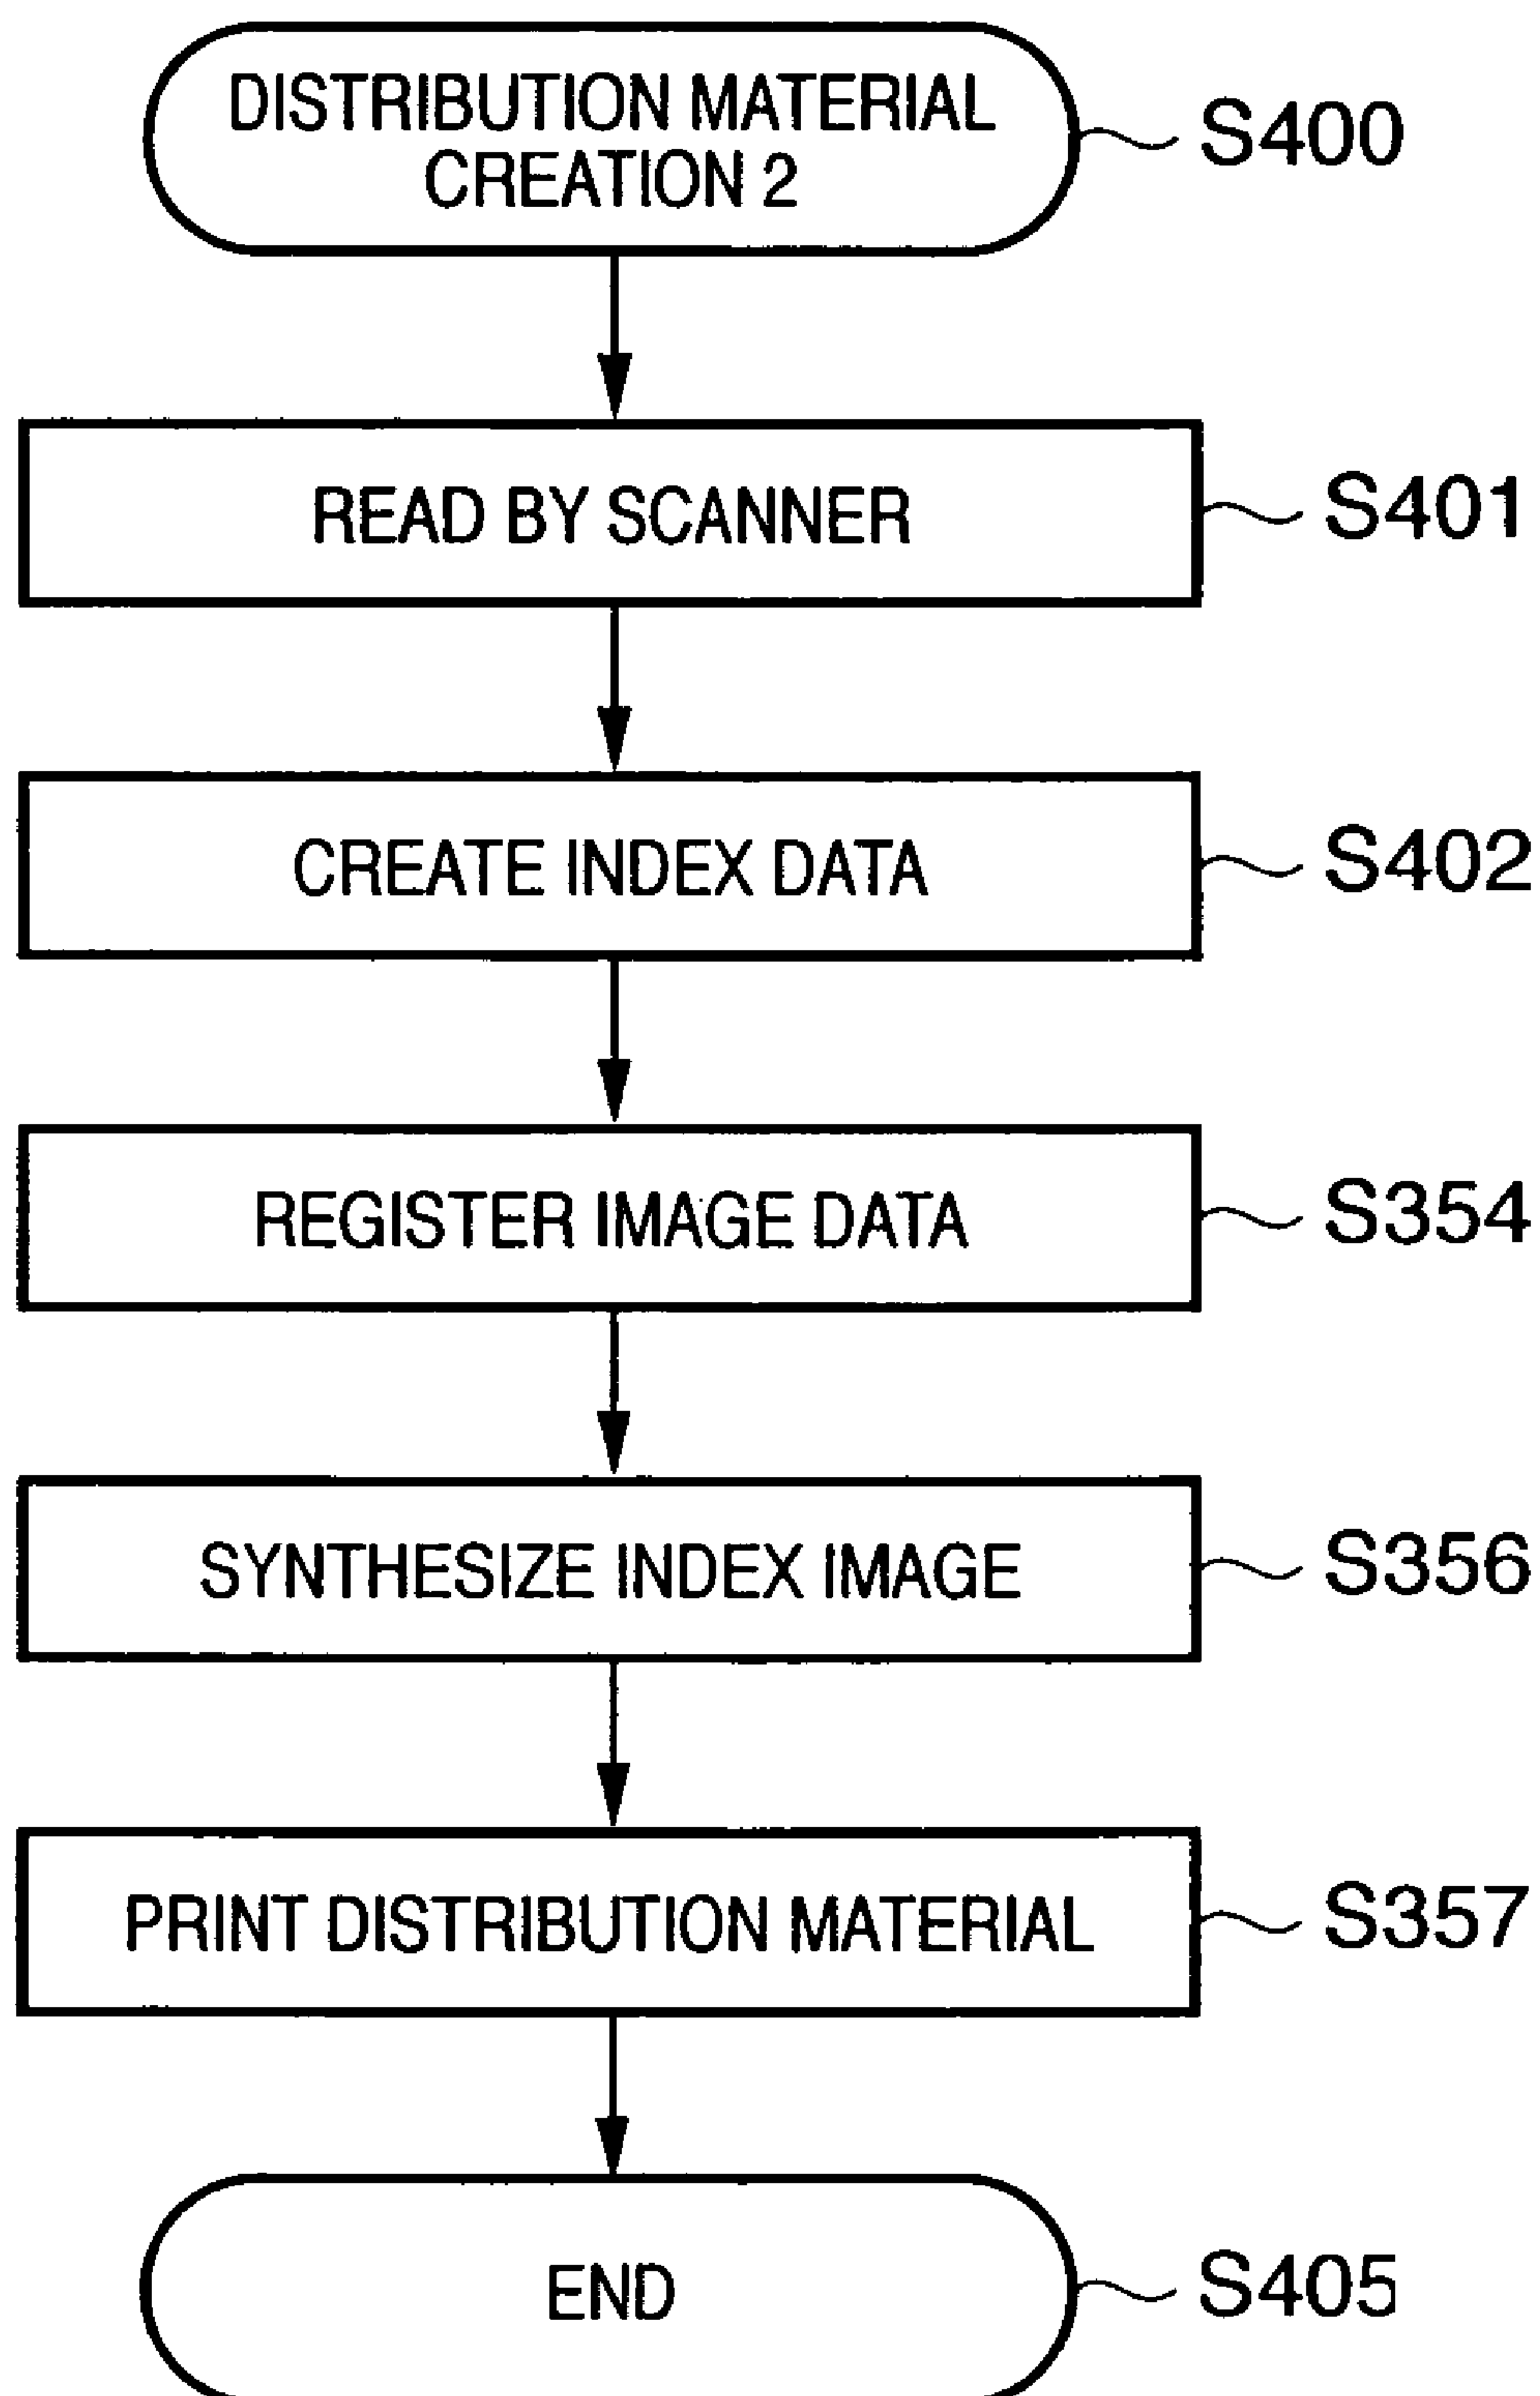 DISTRIBUTION MATERIAL
CREATION 2
S400
READ BY SCANNER
S401
CREATE INDEX DATA
S402
REGISTER IMAGE DATA
S354
SYNTHESIZE INDEX IMAGE
S356
PRINT DISTRIBUTION MATERIAL
S357
END
S405